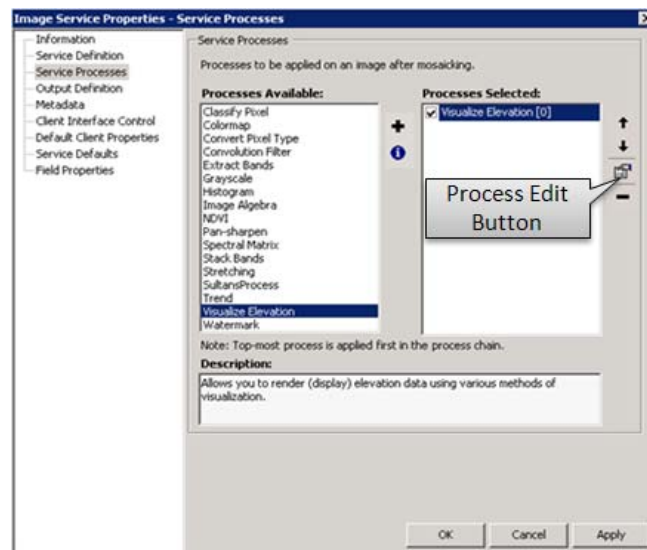 Image Service Properties - Service Processes
Information
Service Definition
Service Processes
Output Definition
Metadata
Client Interface Control
Default Client Properties
Service Defaults
Field Properties
Service Processes
Processes to be applied on an image after mosaicking.
Processes Available:
Classify Pixel
Colormap
Convert Pixel Type
Convolution Filter
Extract Bands
Grayscale
Histogram
Image Algebra
NDVI
Pan-sharpen
Spectral Matrix
Stack Bands
Stretching
SultansProcess
Trend
Visualize Elevation
Watermark
Processes Selected:
Visualize Elevation [0]
Process Edit
Button
Note: Top-most process is applied first in the process chain.
Description:
Allows you to render (display) elevation data using various methods of
visualization.
OK
Cancel
Apply